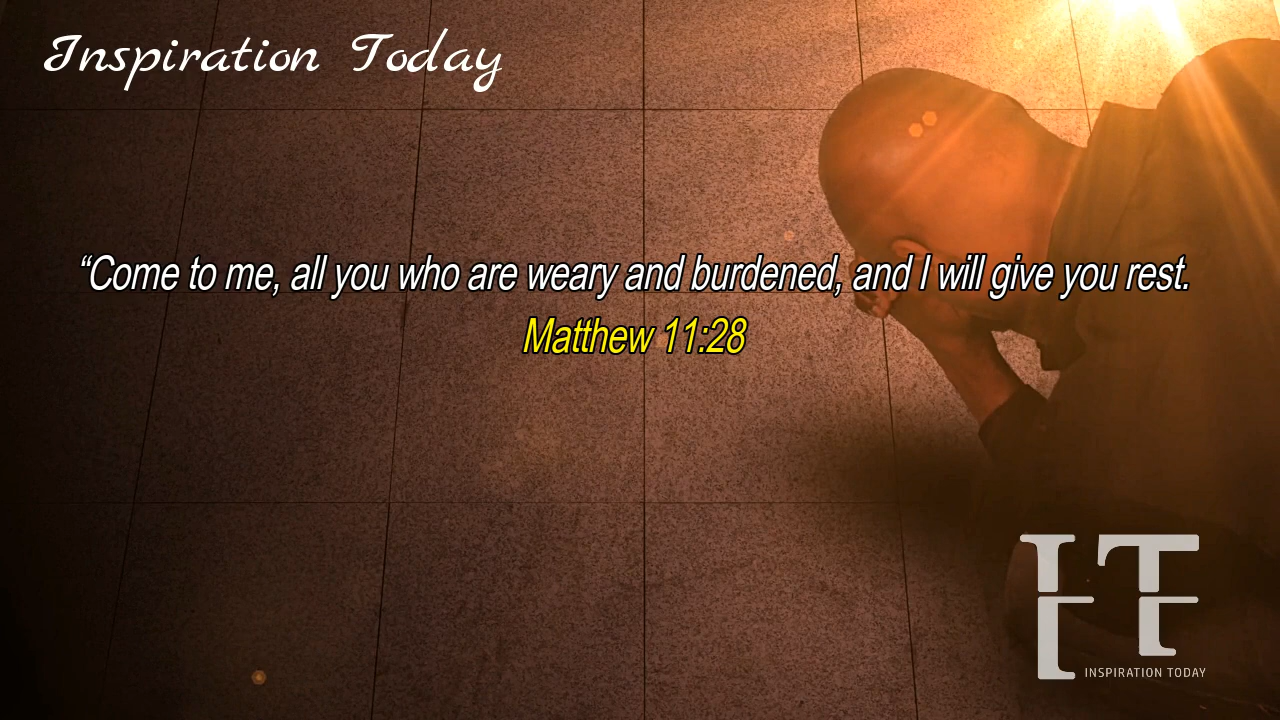 Inspiration Today
“Come to me, all you who are weary and burdened, and I will give you rest.
Matthew 11:28
IT
INSPIRATION TODAY